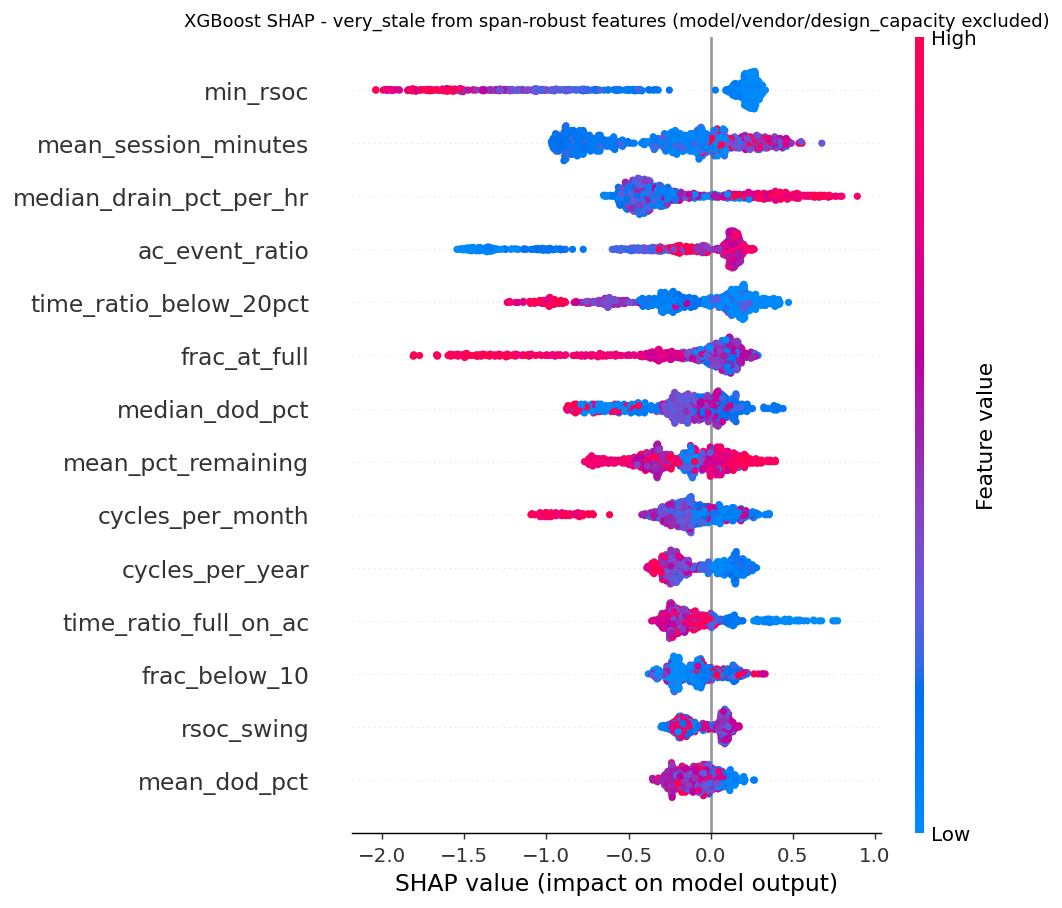 XGBoost SHAP - very_stale from span-robust features (model/vendor/design_capacity excluded)
High
min_rsoc
mean_session_minutes
median_drain_pct_per_hr
ac_event_ratio
time_ratio_below_20pct
frac_at_full
median_dod_pct
mean_pct_remaining
cycles_per_month
cycles_per_year
time_ratio_full_on_ac
frac_below_10
rsoc_swing
mean_dod_pct
Feature value
Low
−2.0 −1.5 −1.0 −0.5 0.0 0.5 1.0
SHAP value (impact on model output)